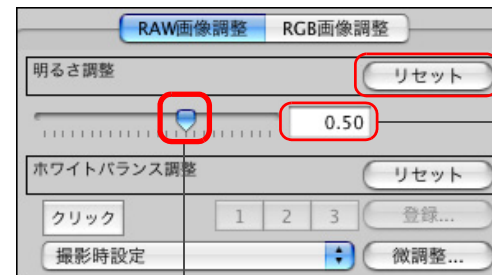 RAW画像調整 RGB画像調整
明るさ調整 リセット
0.50
ホワイトバランス調整 リセット
クリック 1 2 3 登録...
撮影時設定 微調整...